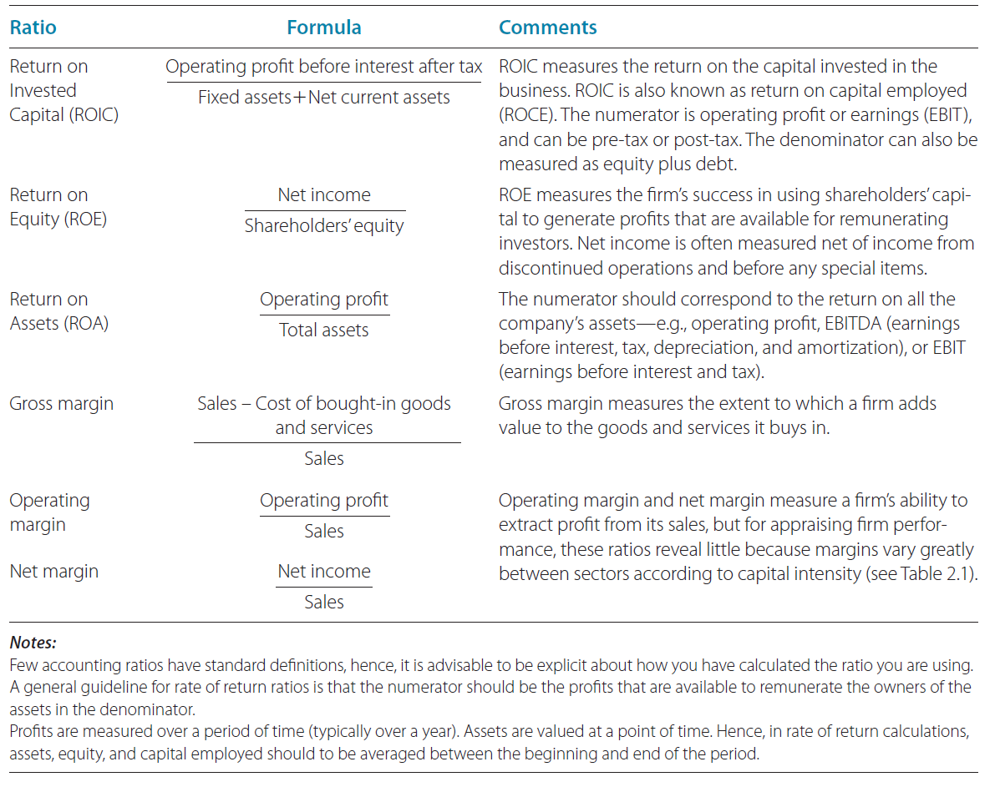 Ratio Formula Comments
Return on
Invested
Capital (ROIC)
Operating profit before interest after tax
Fixed assets+Net current assets
ROIC measures the return on the capital invested in the
business. ROIC is also known as return on capital employed
(ROCE). The numerator is operating profit or earnings (EBIT),
and can be pre-tax or post-tax. The denominator can also be
measured as equity plus debt.
Return on
Equity (ROE)
Net income
Shareholders’ equity
ROE measures the firm’s success in using shareholders’ capi-
tal to generate profits that are available for remunerating
investors. Net income is often measured net of income from
discontinued operations and before any special items.
Return on
Assets (ROA)
Operating profit
Total assets
The numerator should correspond to the return on all the
company’s assets—e.g., operating profit, EBITDA (earnings
before interest, tax, depreciation, and amortization), or EBIT
(earnings before interest and tax).
Gross margin
Sales – Cost of bought-in goods
and services
Sales
Gross margin measures the extent to which a firm adds
value to the goods and services it buys in.
Operating
margin
Operating profit
Sales
Operating margin and net margin measure a firm’s ability to
extract profit from its sales, but for appraising firm perfor-
mance, these ratios reveal little because margins vary greatly
between sectors according to capital intensity (see Table 2.1).
Net margin
Net income
Sales
Notes:
Few accounting ratios have standard definitions, hence, it is advisable to be explicit about how you have calculated the ratio you are using.
A general guideline for rate of return ratios is that the numerator should be the profits that are available to remunerate the owners of the
assets in the denominator.
Profits are measured over a period of time (typically over a year). Assets are valued at a point of time. Hence, in rate of return calculations,
assets, equity, and capital employed should to be averaged between the beginning and end of the period.